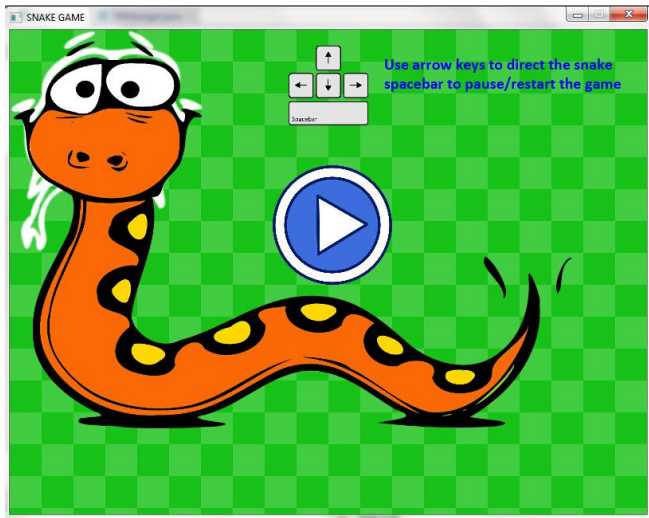 SNAKE GAME
Use arrow keys to direct the snake
spacebar to pause/restart the game
Spacebar